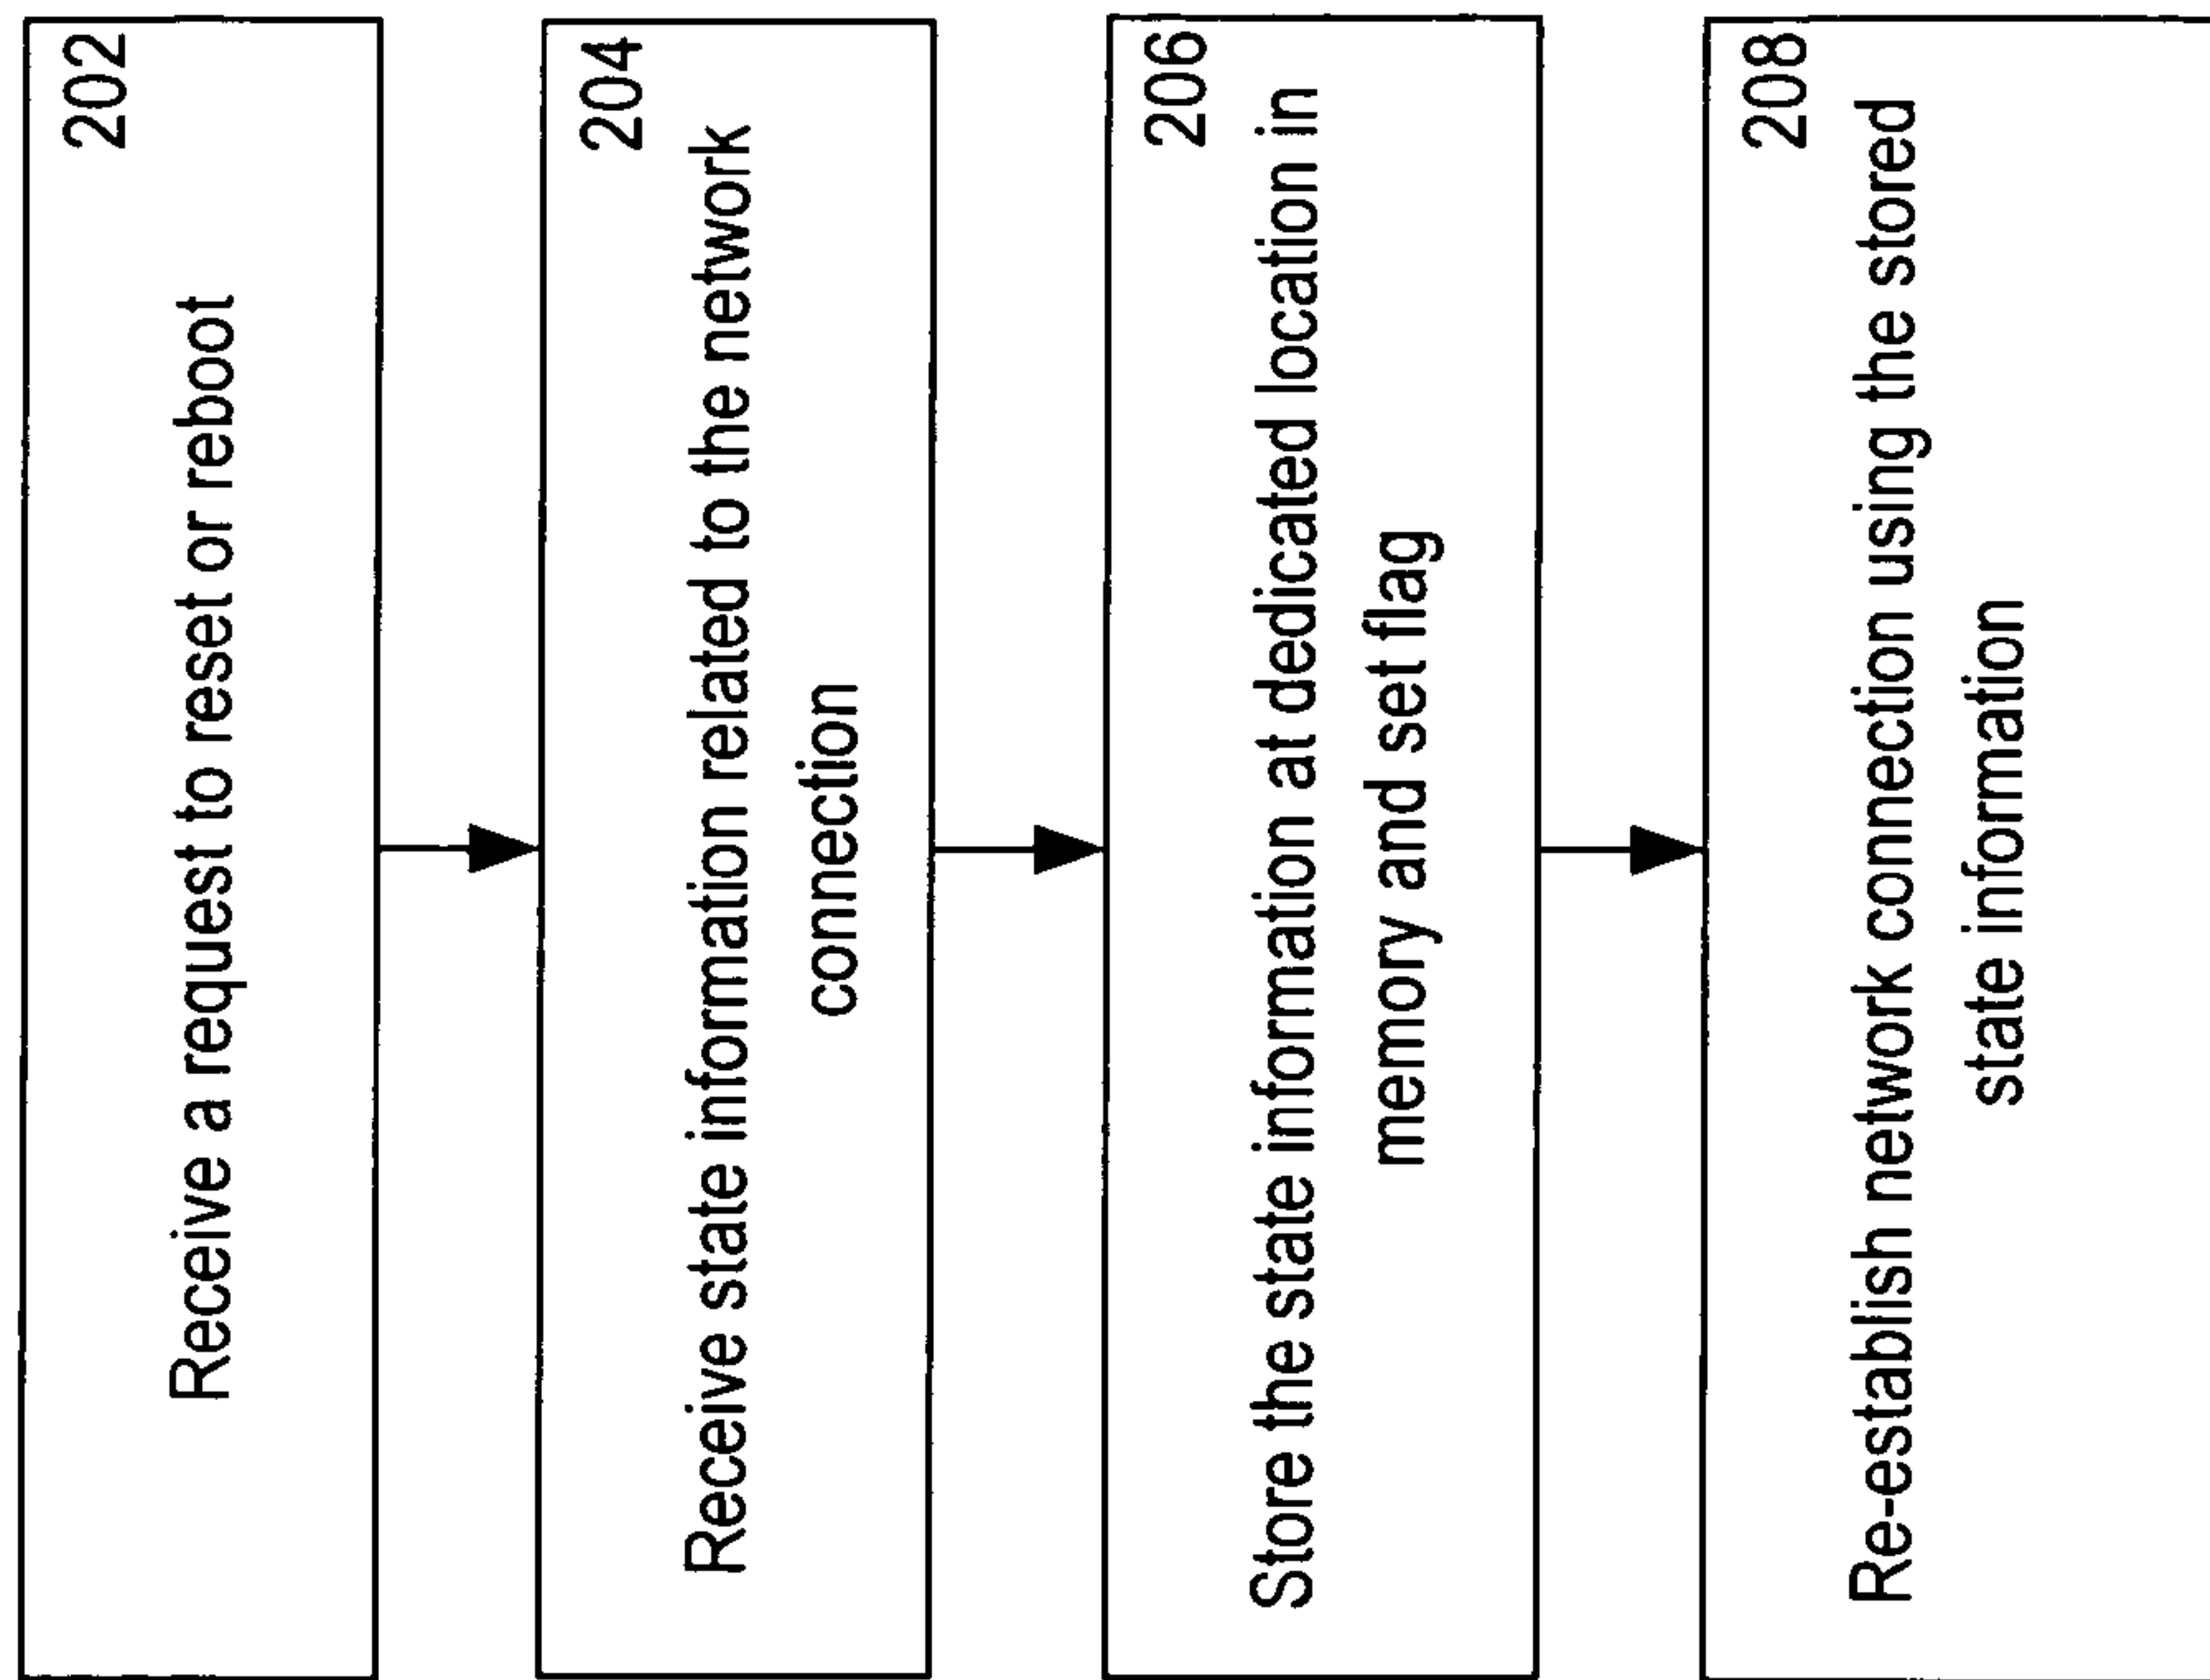 202
Receive a request to reset or reboot
204
Receive state information related to the network
connection
206
Store the state information at dedicated location in
memory and set flag
208
Re-establish network connection using the stored
state information